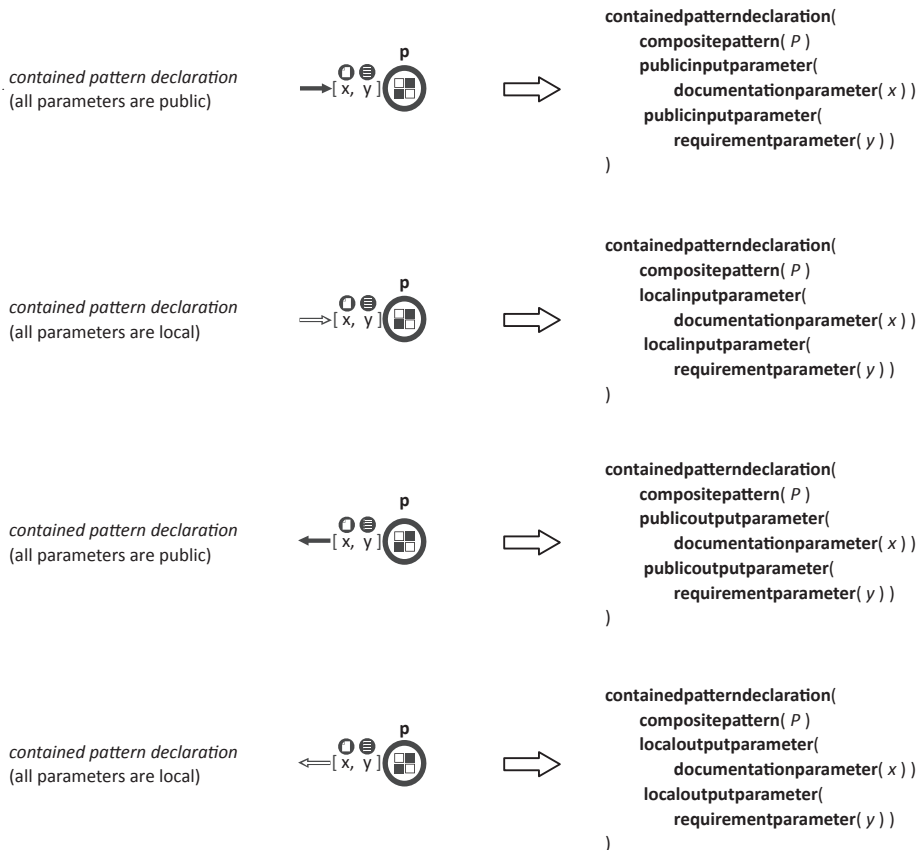 contained pattern declaration
(all parameters are public)
p
[ x, y ]
containedpatterndeclaration(
compositepattern( P )
publicinputparameter(
documentationparameter( x ) )
publicinputparameter(
requirementparameter( y ) )
)
contained pattern declaration
(all parameters are local)
p
[ x, y ]
containedpatterndeclaration(
compositepattern( P )
localinputparameter(
documentationparameter( x ) )
localinputparameter(
requirementparameter( y ) )
)
contained pattern declaration
(all parameters are public)
p
[ x, y ]
containedpatterndeclaration(
compositepattern( P )
publicoutputparameter(
documentationparameter( x ) )
publicoutputparameter(
requirementparameter( y ) )
)
contained pattern declaration
(all parameters are local)
p
[ x, y ]
containedpatterndeclaration(
compositepattern( P )
localoutputparameter(
documentationparameter( x ) )
localoutputparameter(
requirementparameter( y ) )
)